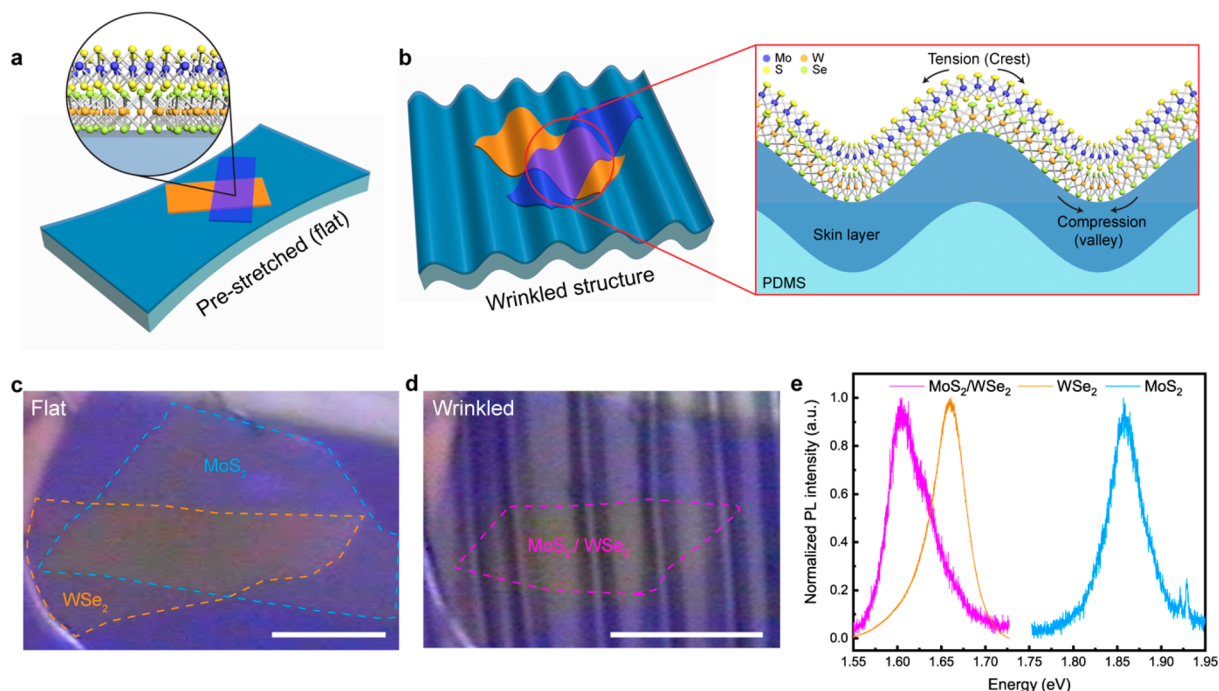 a
Pre-stretched (flat)
b
Wrinkled structure
Mo W
S Se
Tension (Crest)
Skin layer
Compression
(valley)
PDMS
c
Flat
MoS₂
WSe₂
d
Wrinkled
MoS₂ / WSe₂
e
MoS₂/WSe₂ WSe₂ MoS₂
Normalized PL intensity (a.u.)
1.0
0.8
0.6
0.4
0.2
0.0
1.55 1.60 1.65 1.70 1.75 1.80 1.85 1.90 1.95
Energy (eV)